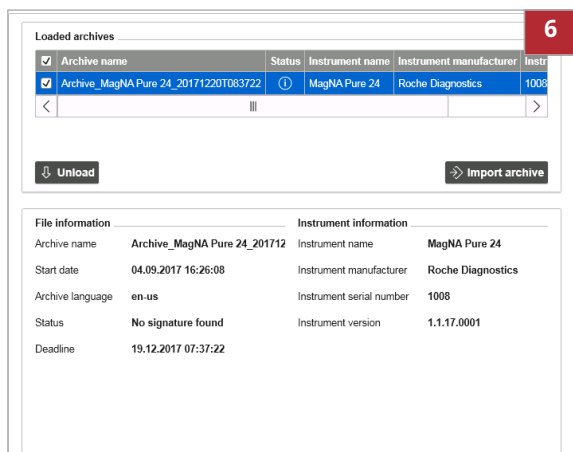 6
Loaded archives
Archive name Status Instrument name Instrument manufacturer Instr
Archive_MagNA Pure 24_20171220T083722 MagNA Pure 24 Roche Diagnostics 1008
Unload Import archive
File information Instrument information
Archive name Archive_MagNA Pure 24_201712 Instrument name MagNA Pure 24
Start date 04.09.2017 16:26:08 Instrument manufacturer Roche Diagnostics
Archive language en-us Instrument serial number 1008
Status No signature found Instrument version 1.1.17.0001
Deadline 19.12.2017 07:37:22